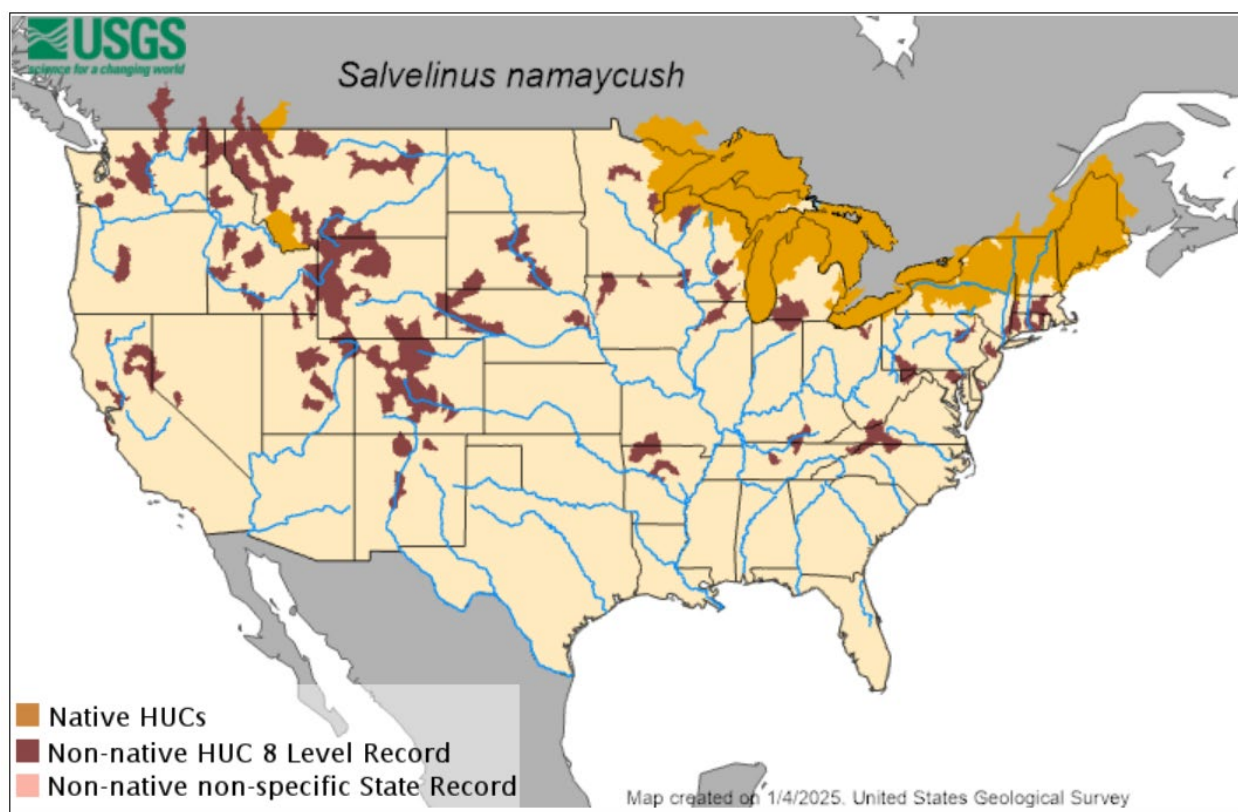 USGS
science for a changing world
Salvelinus namaycush
Native HUCs
Non-native HUC 8 Level Record
Non-native non-specific State Record
Map created on 1/4/2025. United States Geological Survey